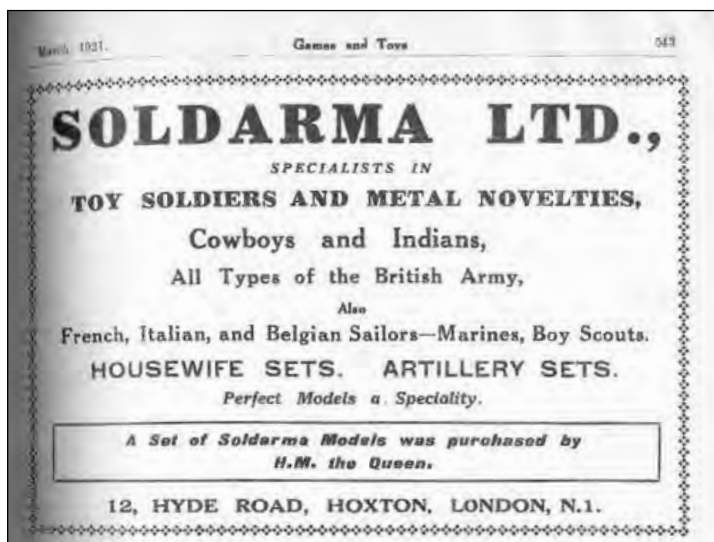 March 1921.
Games and Toys
543
SOLDARMA LTD.,
SPECIALISTS IN
TOY SOLDIERS AND METAL NOVELTIES,
Cowboys and Indians,
All Types of the British Army,
Also
French, Italian, and Belgian Sailors—Marines, Boy Scouts.
HOUSEWIFE SETS. ARTILLERY SETS.
Perfect Models a Speciality.
A Set of Soldarma Models was purchased by
H.M. the Queen.
12, HYDE ROAD, HOXTON, LONDON, N.1.